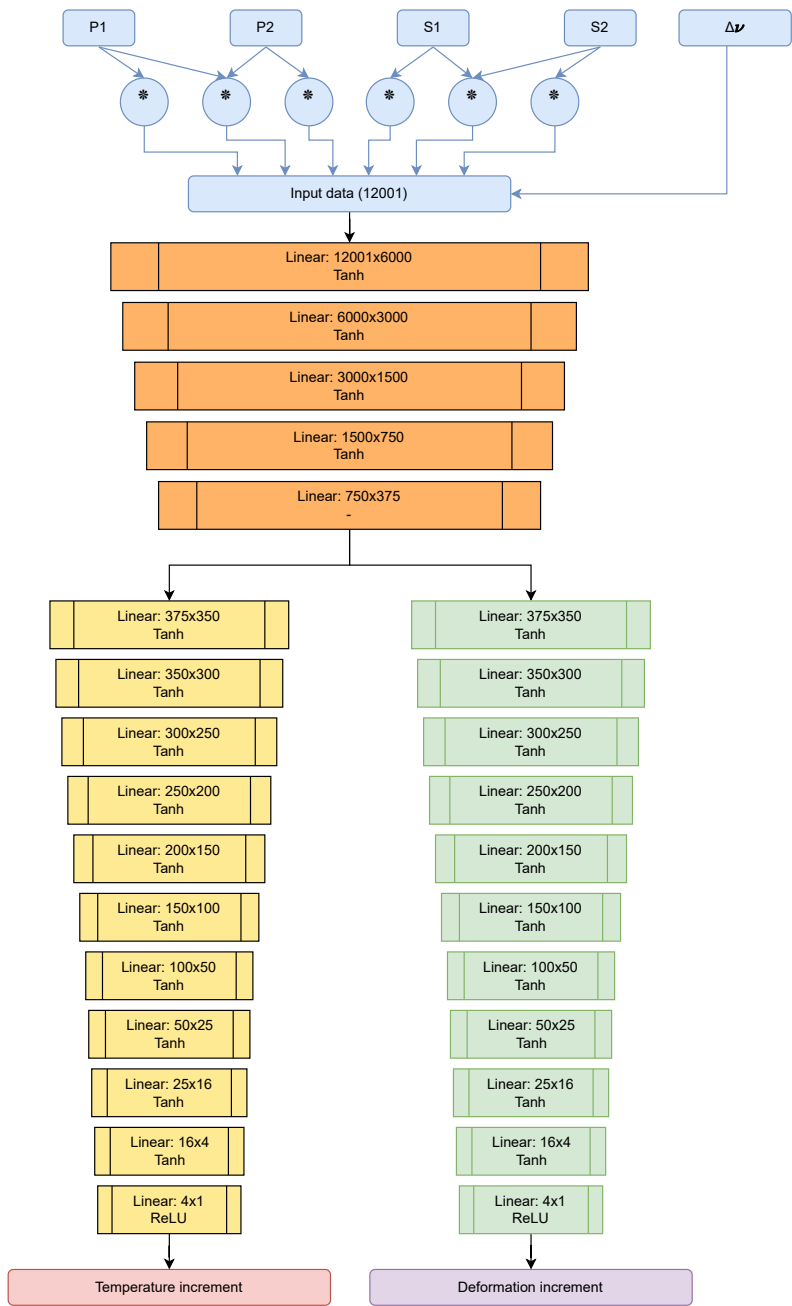 P1
P2
S1
S2
Δ𝝂
* * * * * *
Input data (12001)
Linear: 12001x6000
Tanh
Linear: 6000x3000
Tanh
Linear: 3000x1500
Tanh
Linear: 1500x750
Tanh
Linear: 750x375
-
Linear: 375x350
Tanh
Linear: 350x300
Tanh
Linear: 300x250
Tanh
Linear: 250x200
Tanh
Linear: 200x150
Tanh
Linear: 150x100
Tanh
Linear: 100x50
Tanh
Linear: 50x25
Tanh
Linear: 25x16
Tanh
Linear: 16x4
Tanh
Linear: 4x1
ReLU
Temperature increment
Linear: 375x350
Tanh
Linear: 350x300
Tanh
Linear: 300x250
Tanh
Linear: 250x200
Tanh
Linear: 200x150
Tanh
Linear: 150x100
Tanh
Linear: 100x50
Tanh
Linear: 50x25
Tanh
Linear: 25x16
Tanh
Linear: 16x4
Tanh
Linear: 4x1
ReLU
Deformation increment